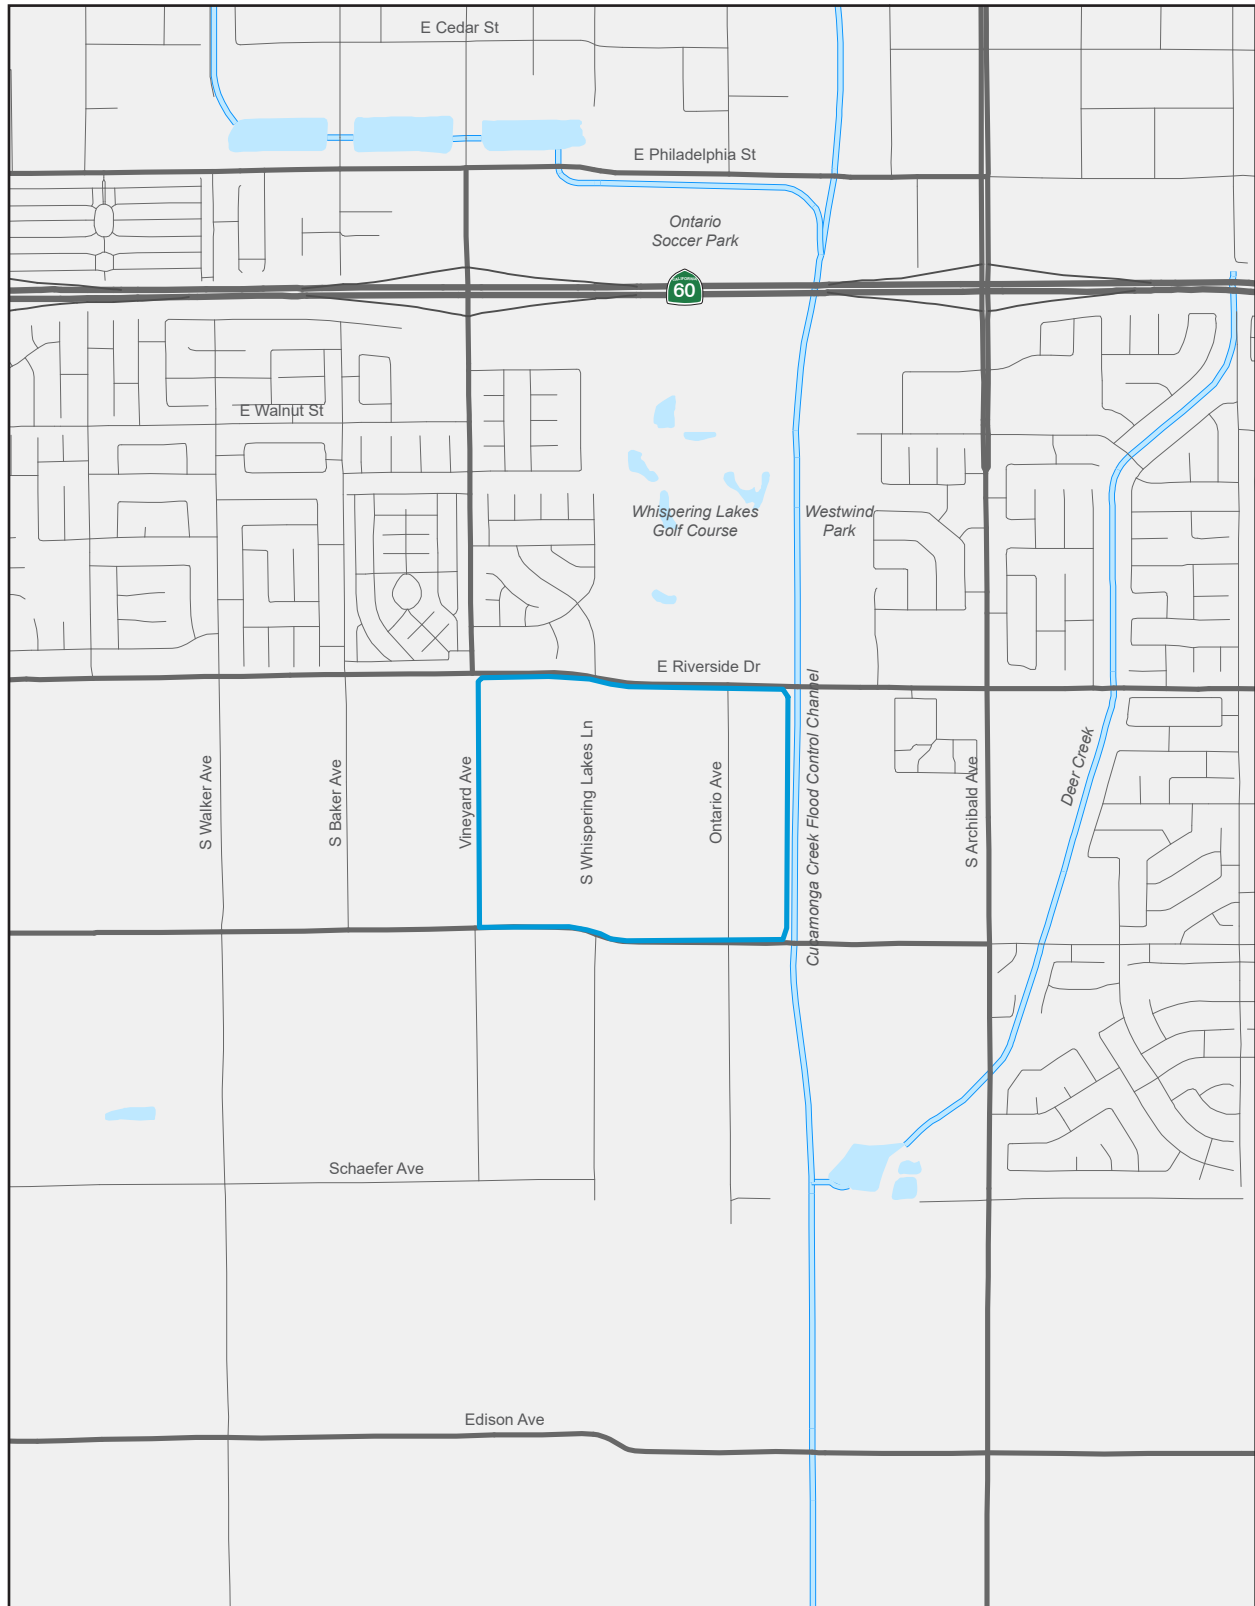 E Cedar St
E Philadelphia St
Ontario
Soccer Park
CALIFORNIA
60
E Walnut St
Whispering Lakes
Golf Course
Westwind
Park
E Riverside Dr
S Walker Ave
S Baker Ave
Vineyard Ave
S Whispering Lakes Ln
Ontario Ave
Cucamonga Creek Flood Control Channel
S Archibald Ave
Deer Creek
Schaefer Ave
Edison Ave